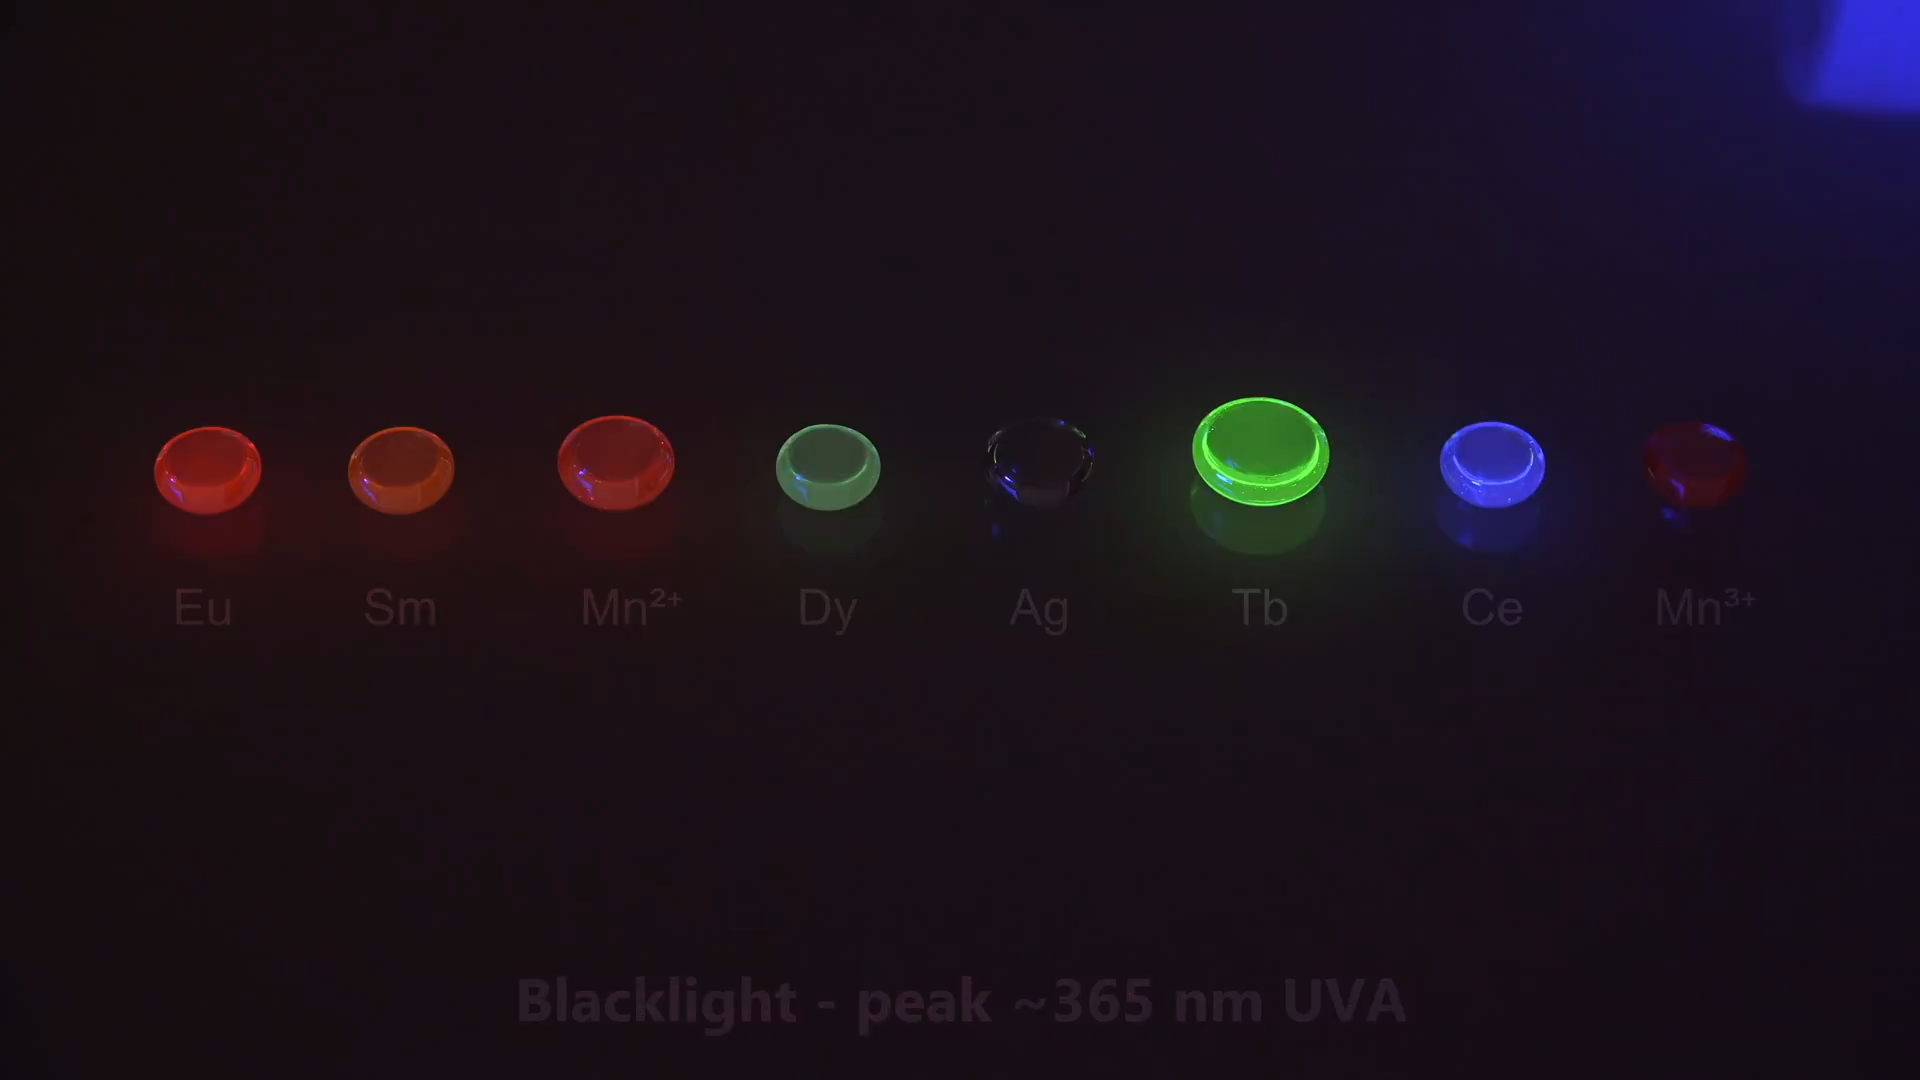 Eu Sm Mn²⁺ Dy Ag Tb Ce Mn³⁺
Blacklight - peak ~365 nm UVA